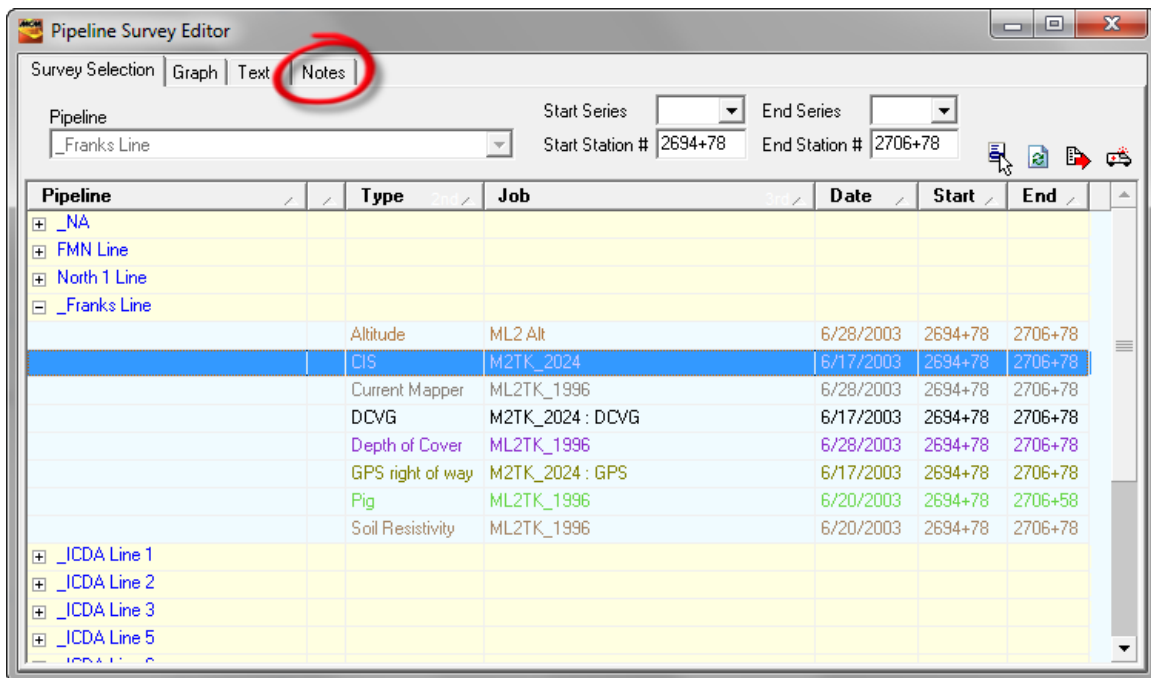 Pipeline Survey Editor
Survey Selection Graph Text Notes
Pipeline
_Franks Line
Start Series End Series
Start Station # 2694+78 End Station # 2706+78
Pipeline Type 2nd Job 3rd Date Start End
_NA
FMN Line
North 1 Line
_Franks Line
Altitude ML2 Alt 6/28/2003 2694+78 2706+78
CIS M2TK_2024 6/17/2003 2694+78 2706+78
Current Mapper ML2TK_1996 6/28/2003 2694+78 2706+78
DCVG M2TK_2024 : DCVG 6/17/2003 2694+78 2706+78
Depth of Cover ML2TK_1996 6/28/2003 2694+78 2706+78
GPS right of way M2TK_2024 : GPS 6/17/2003 2694+78 2706+78
Pig ML2TK_1996 6/20/2003 2694+78 2706+58
Soil Resistivity ML2TK_1996 6/20/2003 2694+78 2706+78
_ICDA Line 1
_ICDA Line 2
_ICDA Line 3
_ICDA Line 5